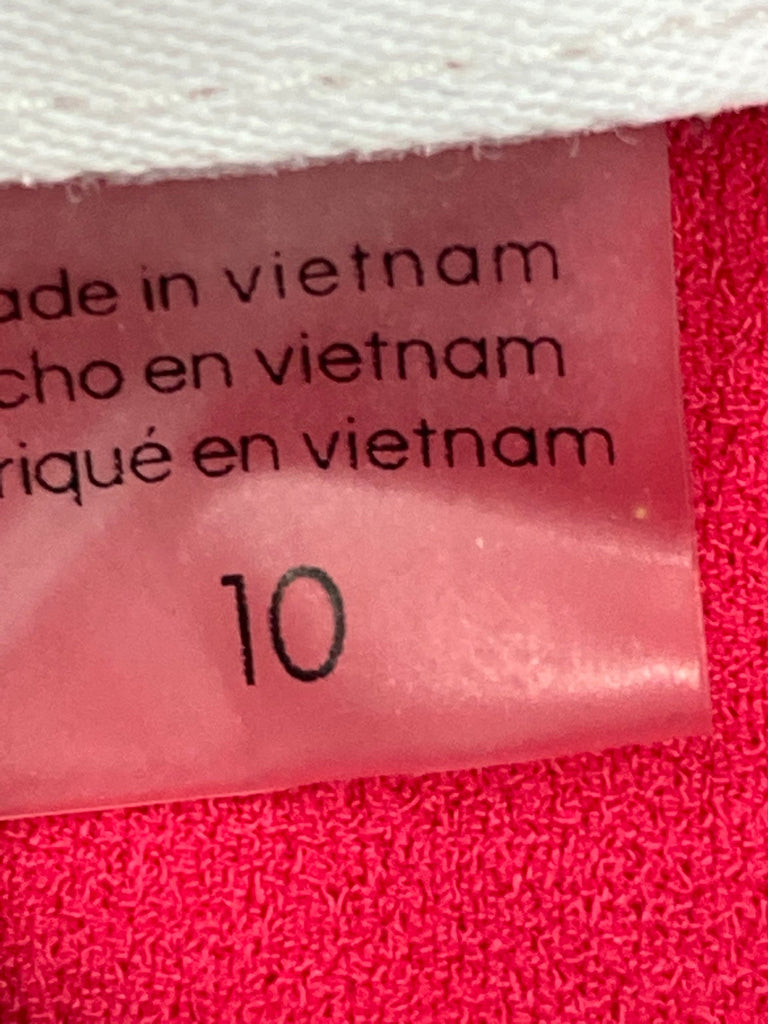 ade in vietnam
cho en vietnam
riqué en vietnam
10